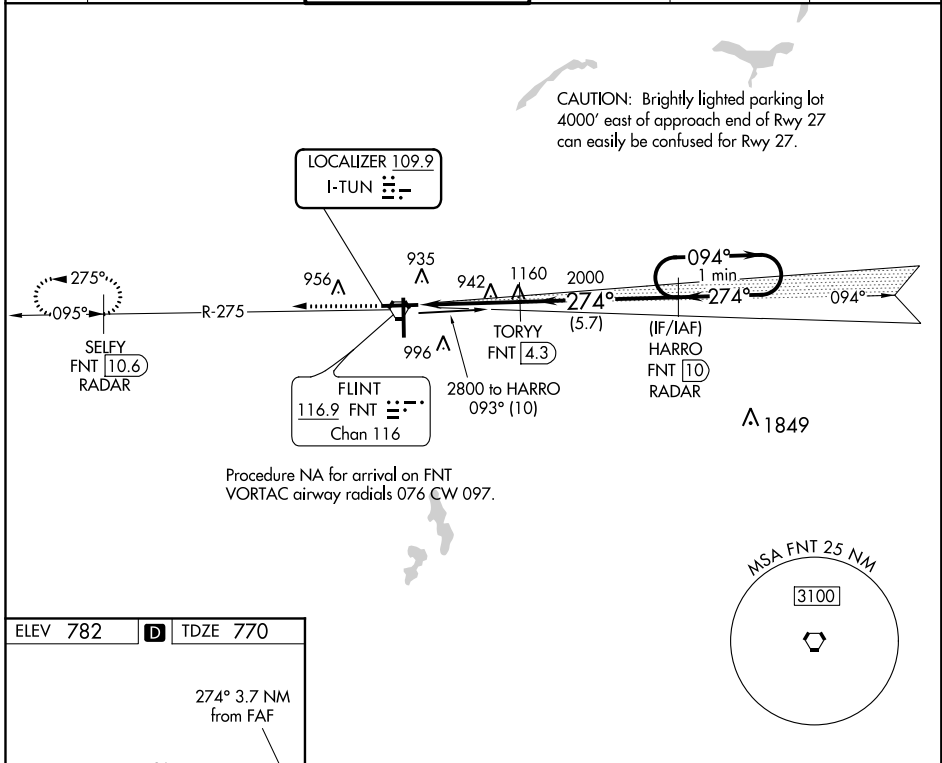 CAUTION: Brightly lighted parking lot
4000' east of approach end of Rwy 27
can easily be confused for Rwy 27.
LOCALIZER 109.9
I-TUN
275°
095°
R-275
SELFY
FNT 10.6
RADAR
956
935
942
1160
2000
274°
(5.7)
094°
1 min
274°
094°
996
TORYY
FNT 4.3
(IF/IAF)
HARRO
FNT 10
RADAR
FLINT
116.9 FNT
Chan 116
2800 to HARRO
093° (10)
1849
Procedure NA for arrival on FNT
VORTAC airway radials 076 CW 097.
MSA FNT 25 NM
3100
ELEV 782 D TDZE 770
274° 3.7 NM
from FAF